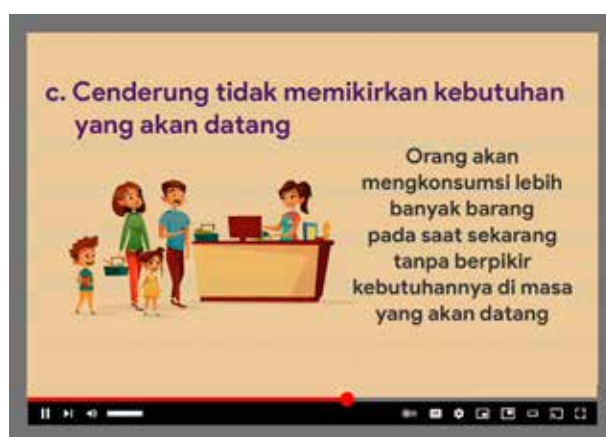 c. Cenderung tidak memikirkan kebutuhan
yang akan datang
Orang akan
mengkonsumsi lebih
banyak barang
pada saat sekarang
tanpa berpikir
kebutuhannya di masa
yang akan datang